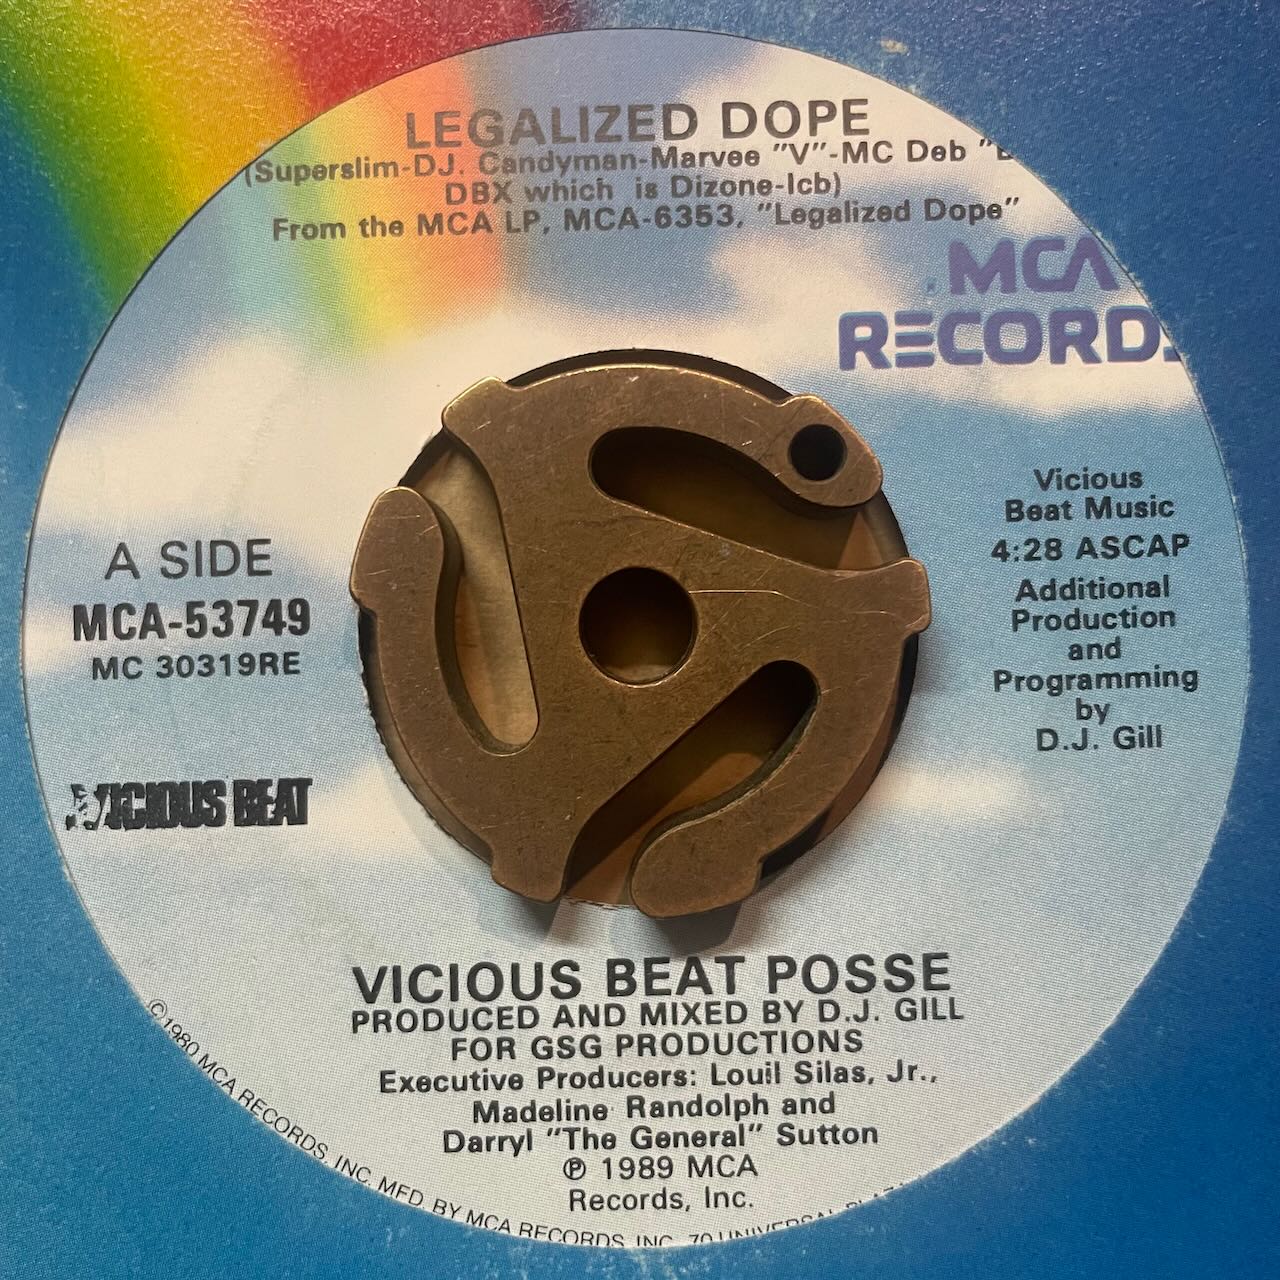 LEGALIZED DOPE
(Superslim-DJ. Candyman-Marvee "V"-MC Deb "
DBX which is Dizone-Icb)
From the MCA LP, MCA-6353, "Legalized Dope"
MCA
RECORDS
Vicious
Beat Music
4:28 ASCAP
Additional
Production
and
Programming
by
D.J. Gill
A SIDE
MCA-53749
MC 30319RE
VICIOUS BEAT
VICIOUS BEAT POSSE
PRODUCED AND MIXED BY D.J. GILL
FOR GSG PRODUCTIONS
Executive Producers: Louil Silas, Jr.,
Madeline Randolph and
Darryl "The General" Sutton
℗ 1989 MCA
Records, Inc.
©1980 MCA RECORDS, INC. MFD. BY MCA RECORDS, INC., 70 UNIVERSAL